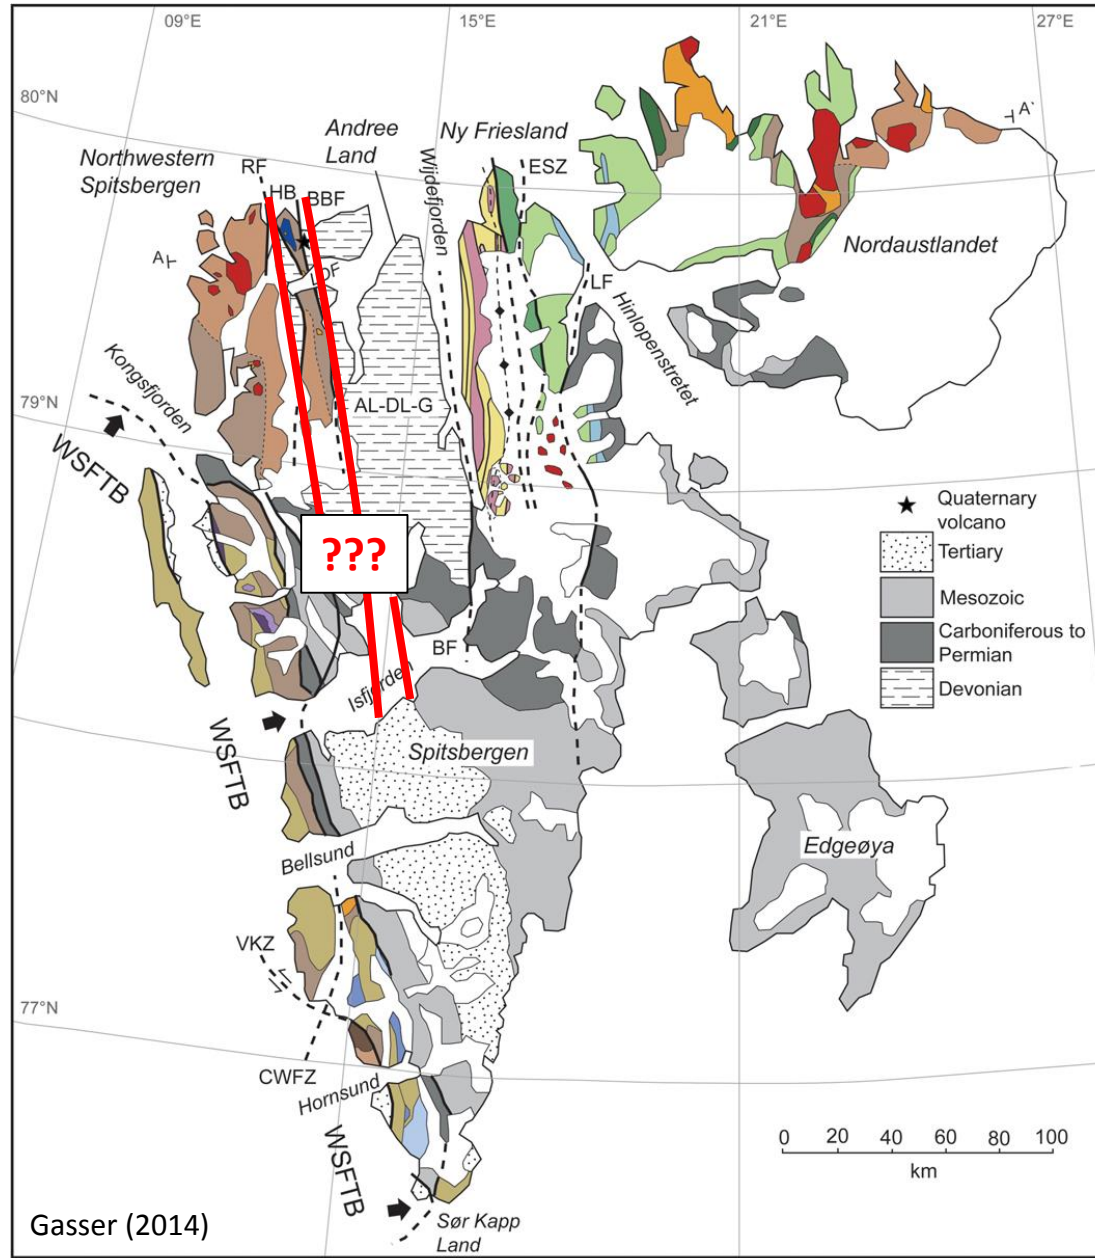 09°E
15°E
21°E
27°E
80°N
Andree
Land
Ny Friesland
A`
Northwestern
Spitsbergen
RF
HB
BBF
Wijdefjorden
ESZ
Nordaustlandet
A
LF
Hinlopenstretet
Kongsfjorden
79°N
AL-DL-G
WSFTB
???
Quaternary
volcano
Tertiary
Mesozoic
Carboniferous to
Permian
Devonian
BF
Isfjorden
WSFTB
Spitsbergen
Edgeøya
Bellsund
VKZ
77°N
CWFZ
Hornsund
WSFTB
0 20 40 60 80 100
km
Gasser (2014)
Sør Kapp
Land